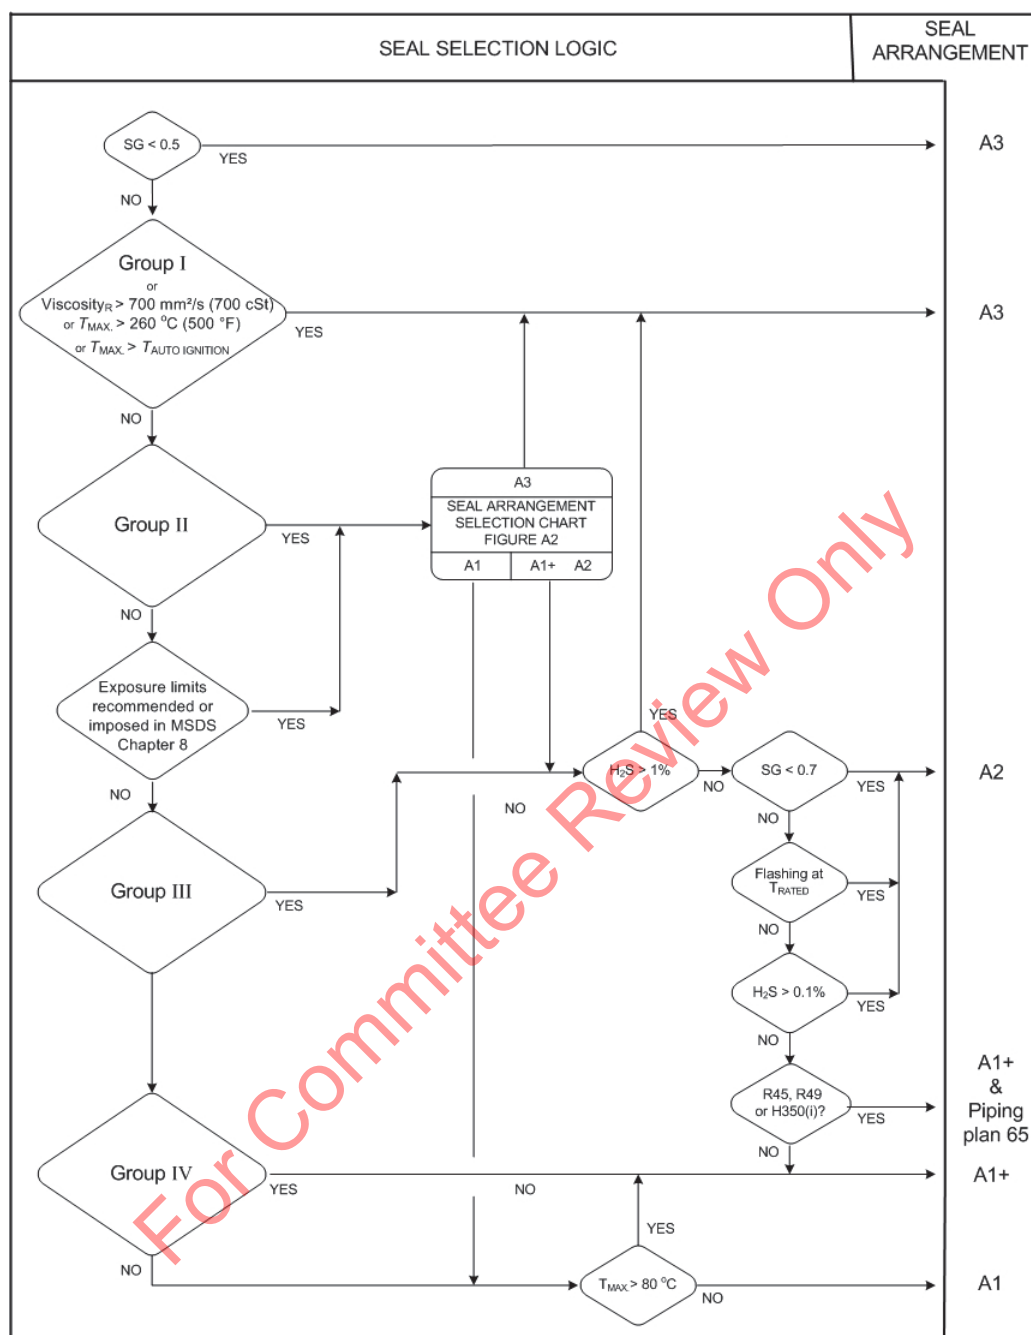 SEAL SELECTION LOGIC
SEAL
ARRANGEMENT
SG < 0.5
YES
A3
NO
Group I
or
ViscosityR > 700 mm²/s (700 cSt)
or TMAX. > 260 °C (500 °F)
or TMAX. > TAUTO IGNITION
YES
A3
NO
Group II
YES
A3
SEAL ARRANGEMENT
SELECTION CHART
FIGURE A2
A1
A1+ A2
NO
Exposure limits
recommended or
imposed in MSDS
Chapter 8
YES
NO
YES
H2S > 1%
NO
SG < 0.7
YES
A2
NO
NO
Group III
YES
Flashing at
TRATED
YES
NO
H2S > 0.1%
YES
NO
R45, R49
or H350(i)?
YES
A1+
&
Piping
plan 65
NO
Group IV
YES
NO
A1+
YES
NO
TMAX. > 80 °C
NO
A1
For Committee Review Only